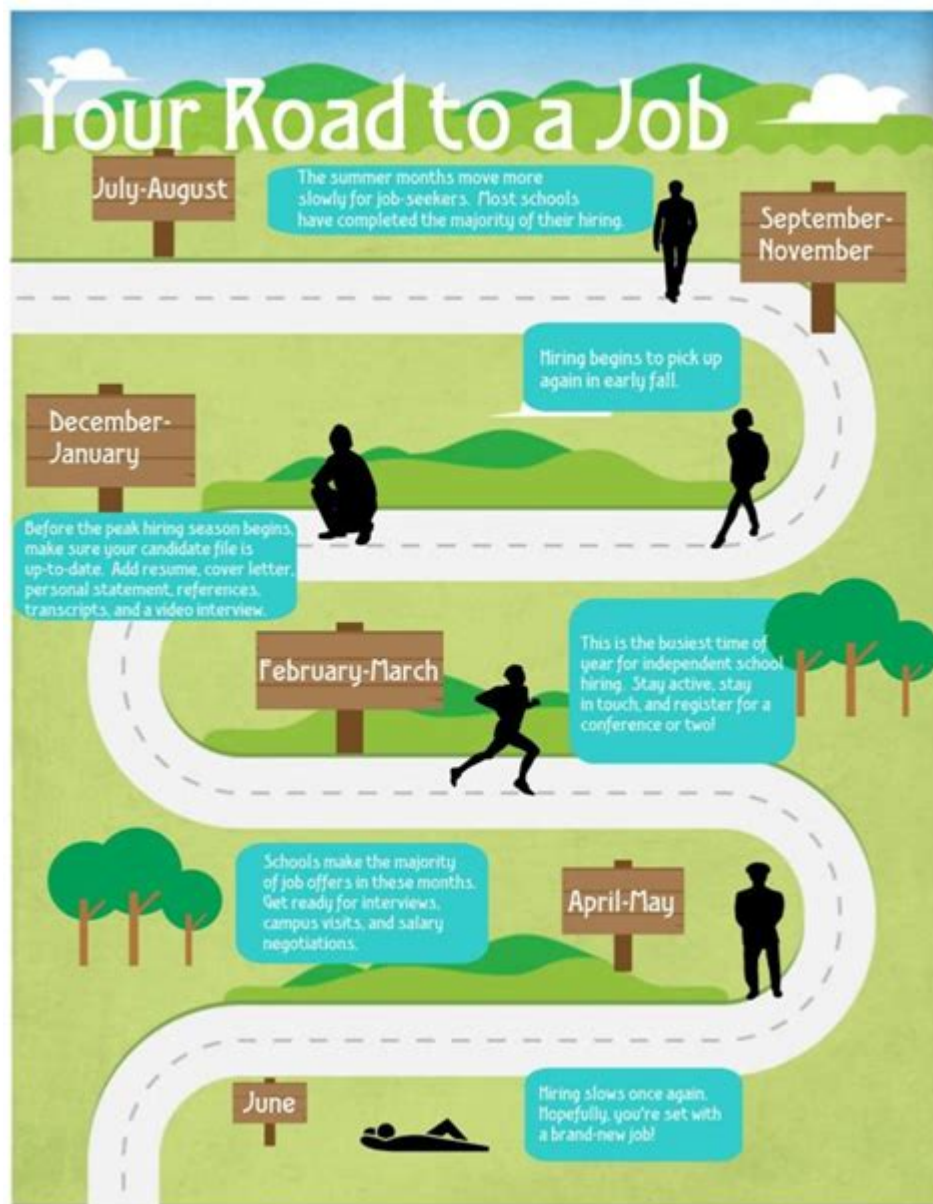 Your Road to a Job
July-August
The summer months move more
slowly for job-seekers. Most schools
have completed the majority of their hiring.
September-
November
Hiring begins to pick up
again in early fall.
December-
January
Before the peak hiring season begins,
make sure your candidate file is
up-to-date. Add resume, cover letter,
personal statement, references,
transcripts, and a video interview.
February-March
This is the busiest time of
year for independent school
hiring. Stay active, stay
in touch, and register for a
conference or two!
Schools make the majority
of job offers in these months.
Get ready for interviews,
campus visits, and salary
negotiations.
April-May
June
Hiring slows once again.
Hopefully, you're set with
a brand-new job!